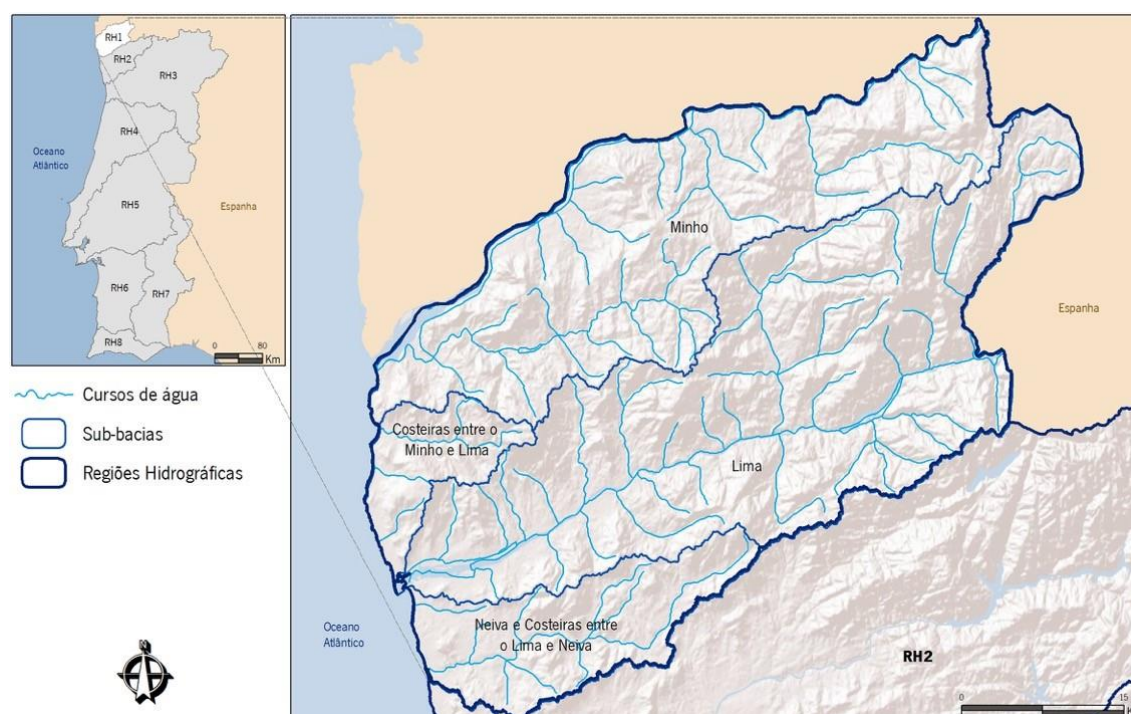 RH1
RH2
RH3
RH4
Oceano
Atlântico
RH5
Espanha
RH6
RH7
RH8
0
80
Km
Cursos de água
Sub-bacias
Regiões Hidrográficas
Minho
Espanha
Costeiras entre o
Minho e Lima
Lima
Neiva e Costeiras entre
o Lima e Neiva
Oceano
Atlântico
RH2
0
15